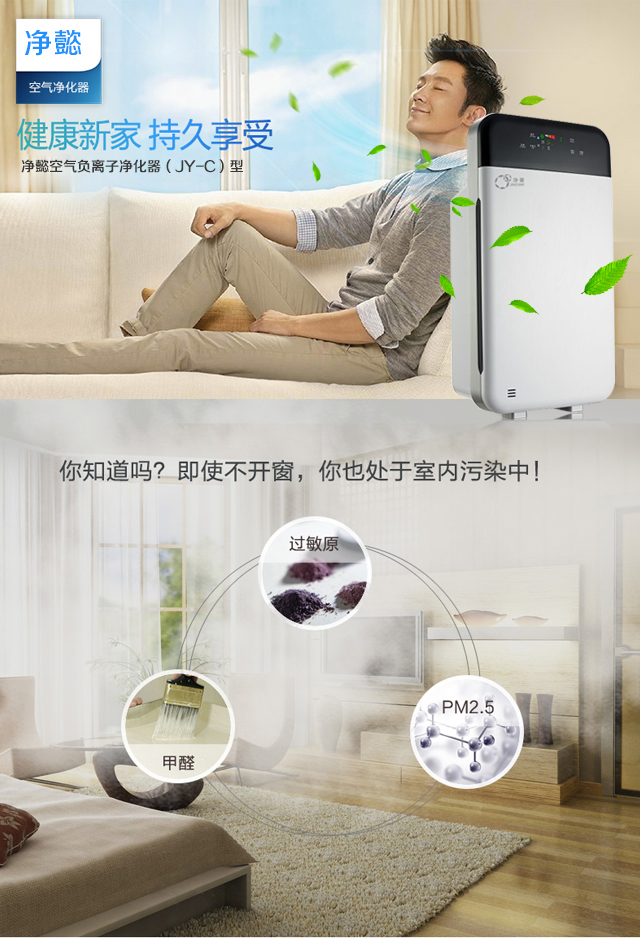 净懿
空气净化器
健康新家 持久享受
净懿空气负离子净化器（JY-C）型
你知道吗？即使不开窗，你也处于室内污染中！
过敏原
甲醛
PM2.5